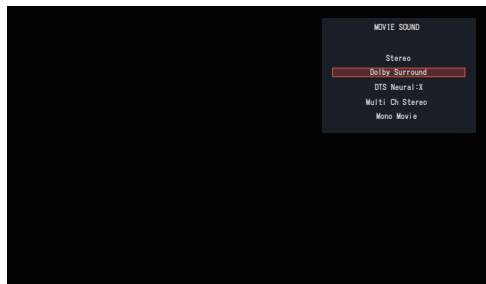 MOVIE SOUND
Stereo
Dolby Surround
DTS Neural:X
Multi Ch Stereo
Mono Movie